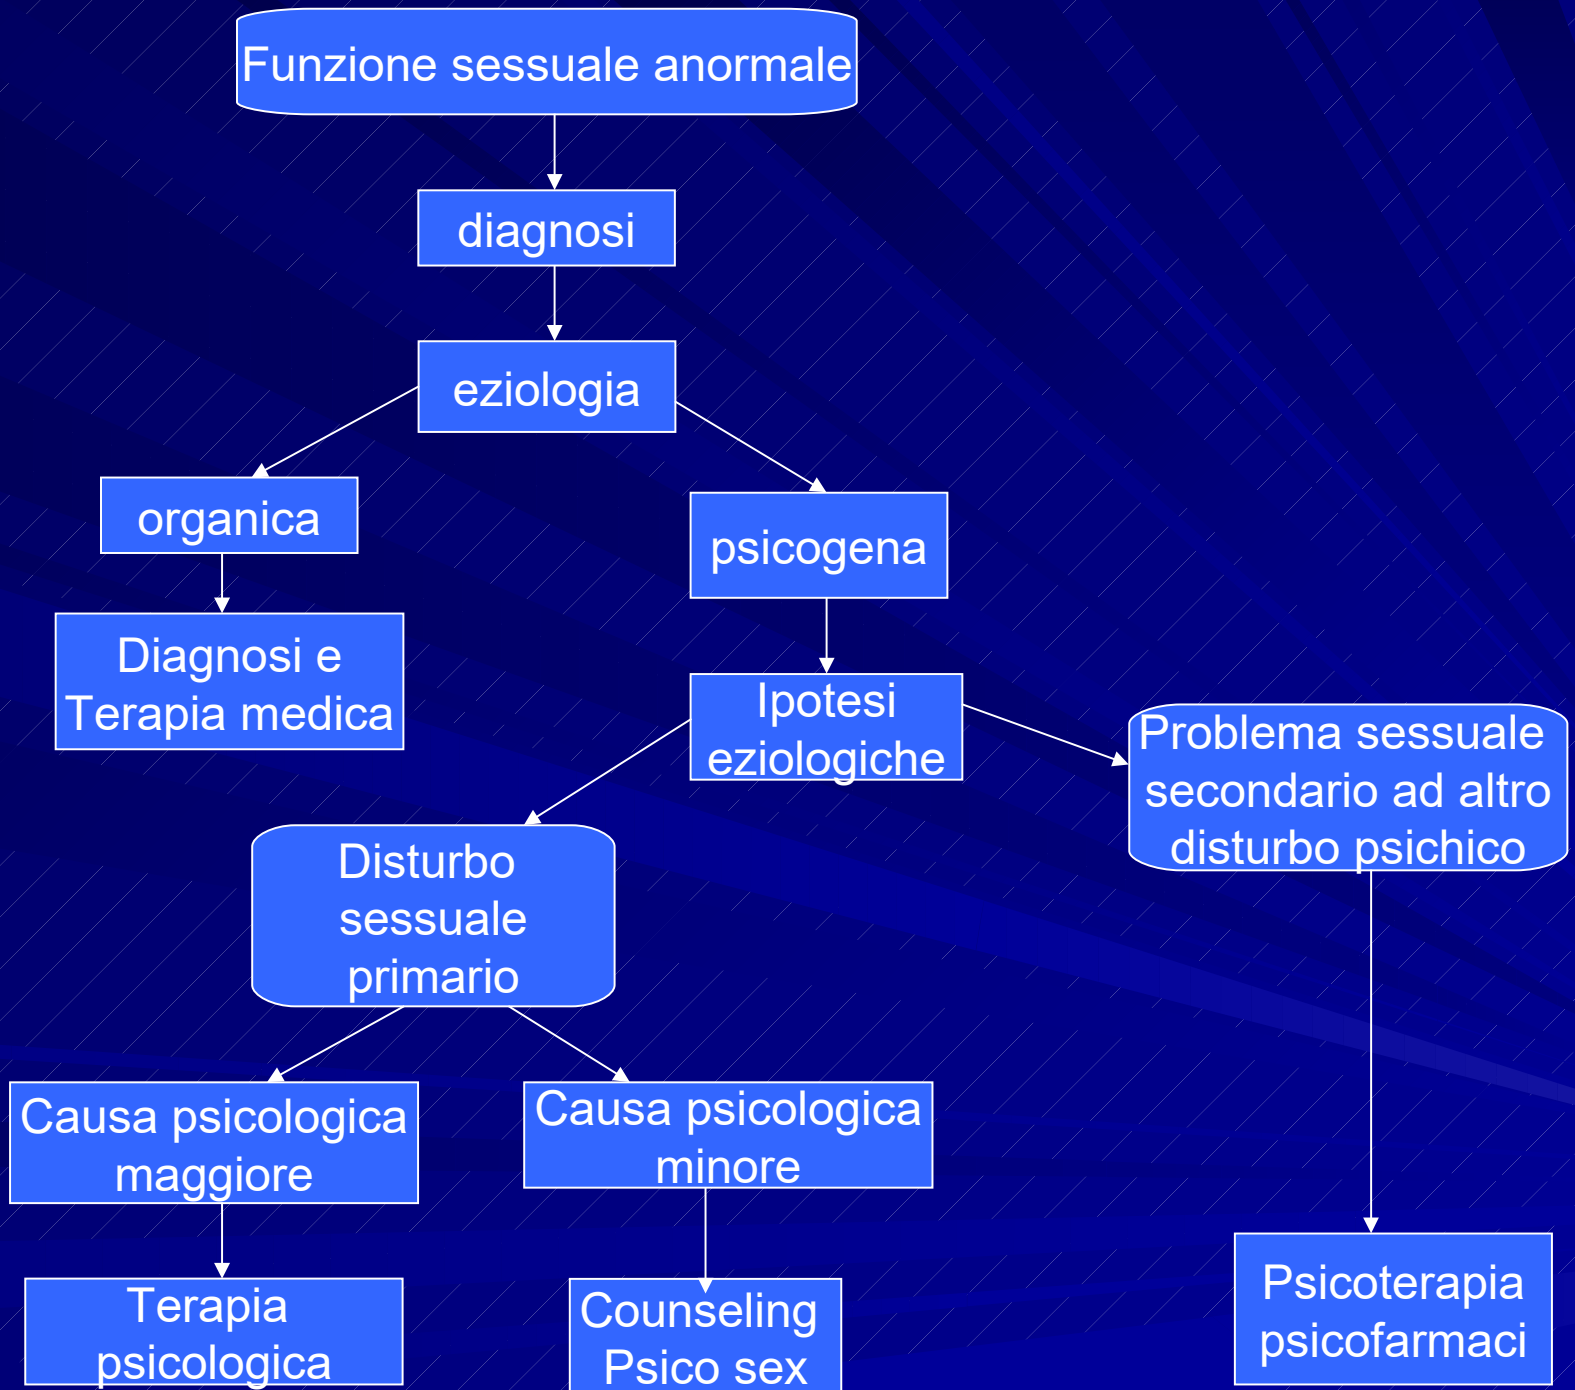 Funzione sessuale anormale
diagnosi
eziologia
organica
psicogena
Diagnosi e
Terapia medica
Ipotesi
eziologiche
Problema sessuale
secondario ad altro
disturbo psichico
Disturbo
sessuale
primario
Causa psicologica
maggiore
Causa psicologica
minore
Terapia
psicologica
Counseling
Psico sex
Psicoterapia
psicofarmaci